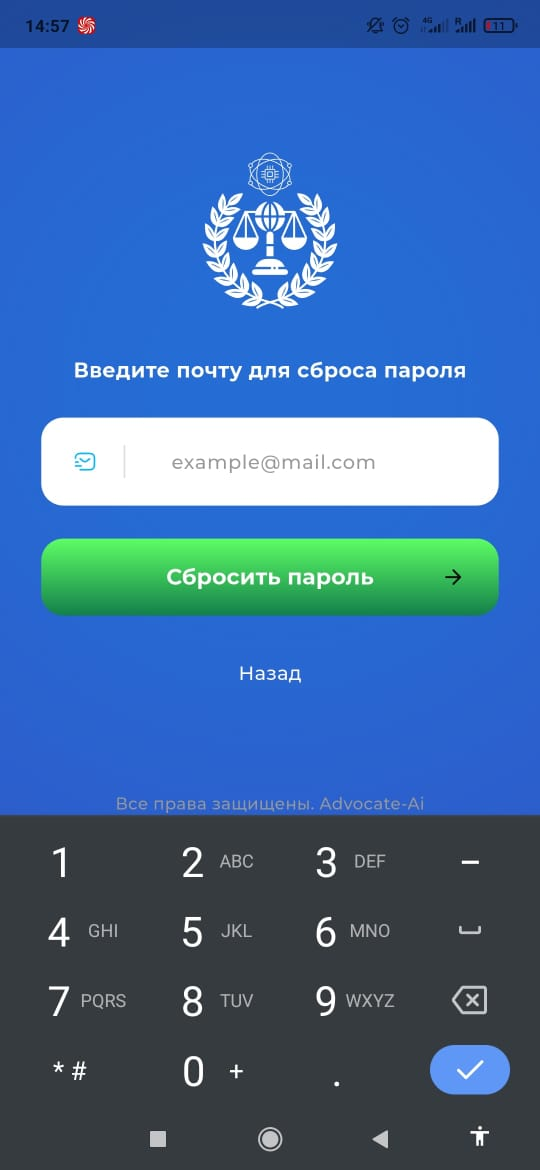 14:57
4G
R
11
Введите почту для сброса пароля
example@mail.com
Сбросить пароль
Назад
Все права защищены. Advocate-Ai
1 2 ABC 3 DEF –
4 GHI 5 JKL 6 MNO
7 PQRS 8 TUV 9 WXYZ
* # 0 + .